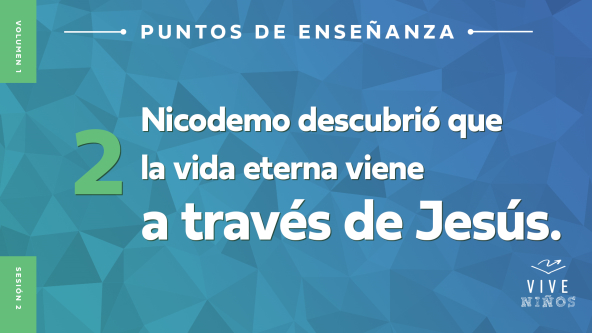 VOLUMEN 1
PUNTOS DE ENSEÑANZA
2
Nicodemo descubrió que
la vida eterna viene
a través de Jesús.
SESIÓN 2
VIVE
NIÑOS